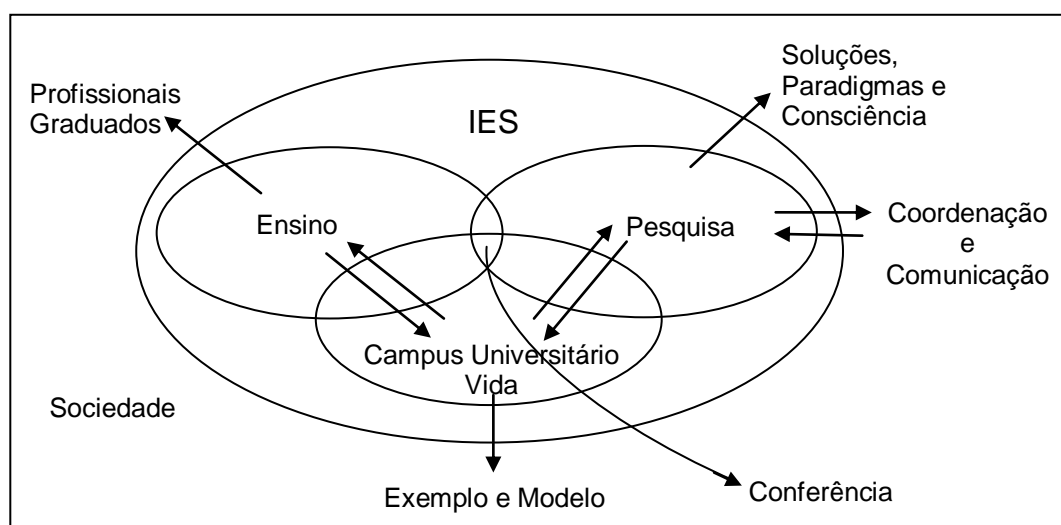 Soluções,
Paradigmas e
Consciência
Profissionais
Graduados
IES
Ensino
Pesquisa
Coordenação
e
Comunicação
Campus Universitário
Vida
Sociedade
Exemplo e Modelo
Conferência